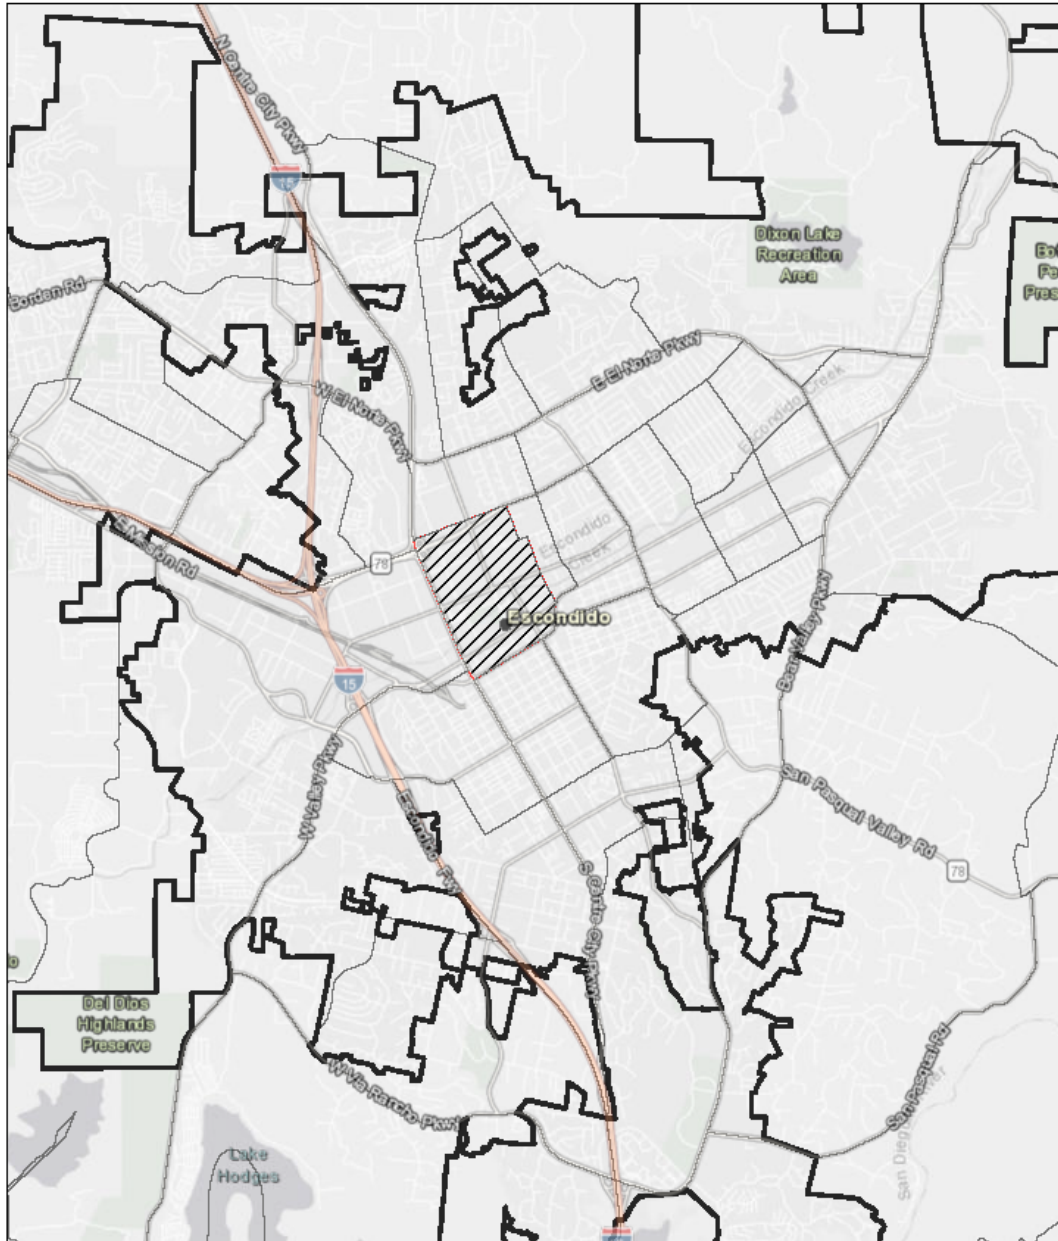 N Centre City Pkwy
15
Dixon Lake
Recreation
Area
Borden Rd
E El Norte Pkwy
W El Norte Pkwy
Escondido Creek
E Mission Rd
78
Escondido
Creek
Escondido
15
Bear Valley Pkwy
W Valley Pkwy
San Pasqual Valley Rd
78
Escondido Fwy
S Centre City Pkwy
Del Dios
Highlands
Preserve
San Pasqual Rd
W Via Rancho Pkwy
Lake
Hodges